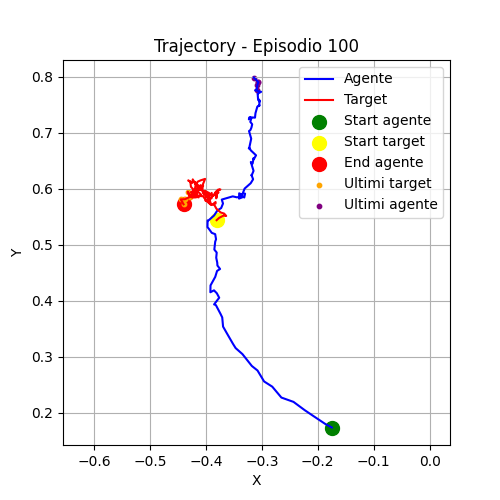 Trajectory - Episodio 100
Agente
Target
Start agente
Start target
End agente
Ultimi target
Ultimi agente
0.8
0.7
0.6
0.5
0.4
0.3
0.2
Y
−0.6 −0.5 −0.4 −0.3 −0.2 −0.1 0.0
X